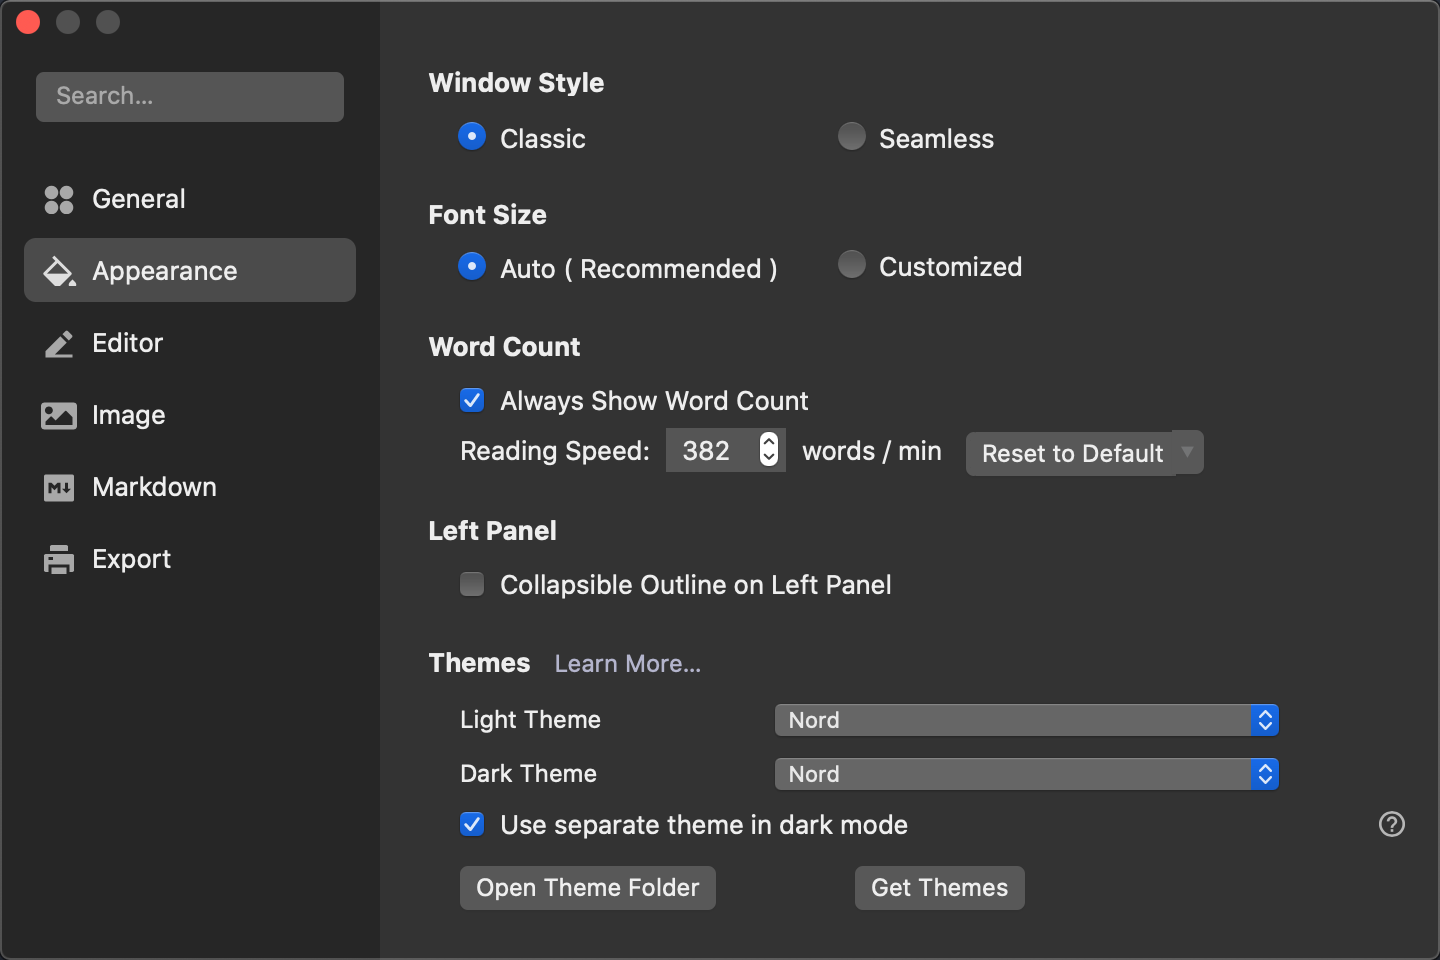 Search...
General
Appearance
Editor
Image
Markdown
Export
Window Style
Classic
Seamless
Font Size
Auto ( Recommended )
Customized
Word Count
Always Show Word Count
Reading Speed: 382 words / min Reset to Default
Left Panel
Collapsible Outline on Left Panel
Themes Learn More...
Light Theme Nord
Dark Theme Nord
Use separate theme in dark mode
Open Theme Folder
Get Themes